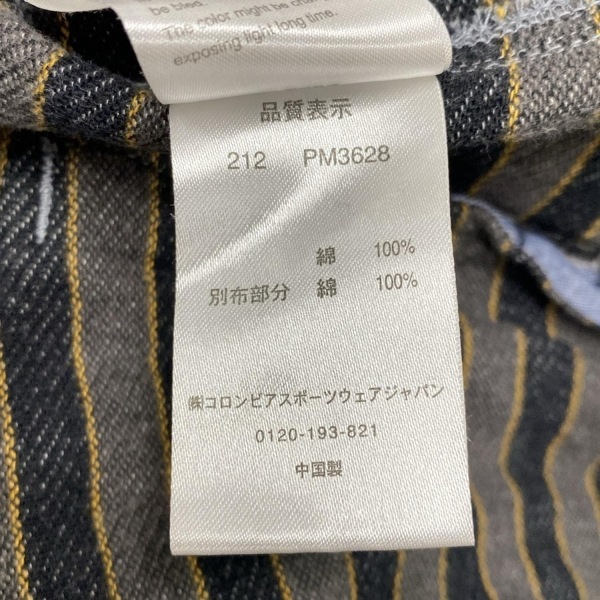 be bled.
The color might be cha
exposing light long time.
品質表示
212 PM3628
綿 100%
別布部分 綿 100%
㈱コロンビアスポーツウェアジャパン
0120-193-821
中国製